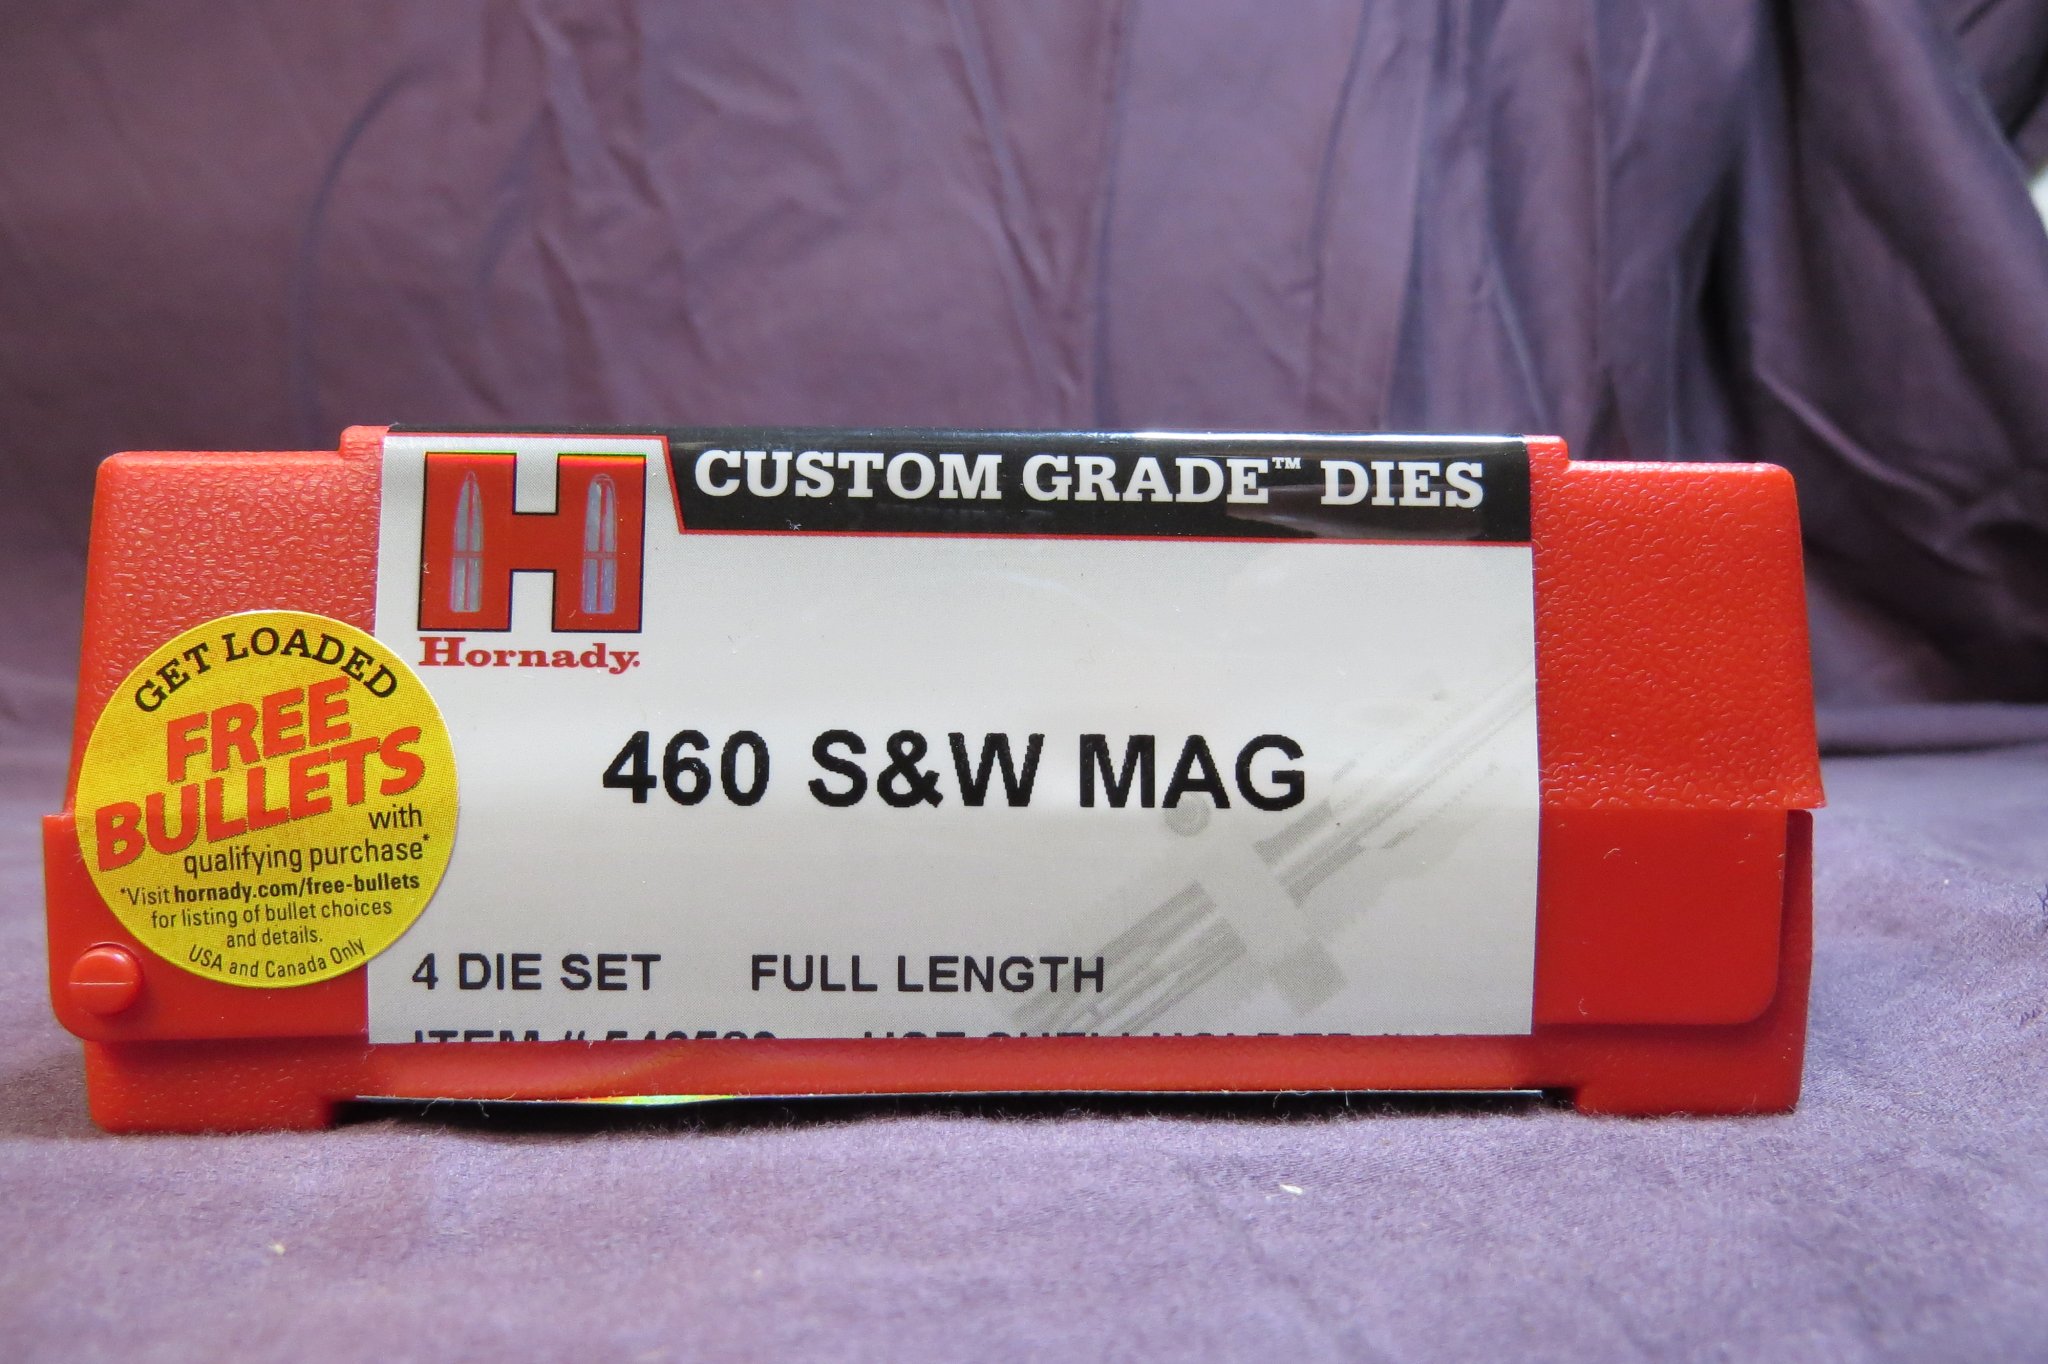 CUSTOM GRADE™ DIES
Hornady.
460 S&W MAG
4 DIE SET FULL LENGTH
ITEM #
GET LOADED
FREE
BULLETS
with
qualifying purchase*
*Visit hornady.com/free-bullets
for listing of bullet choices
and details.
USA and Canada Only